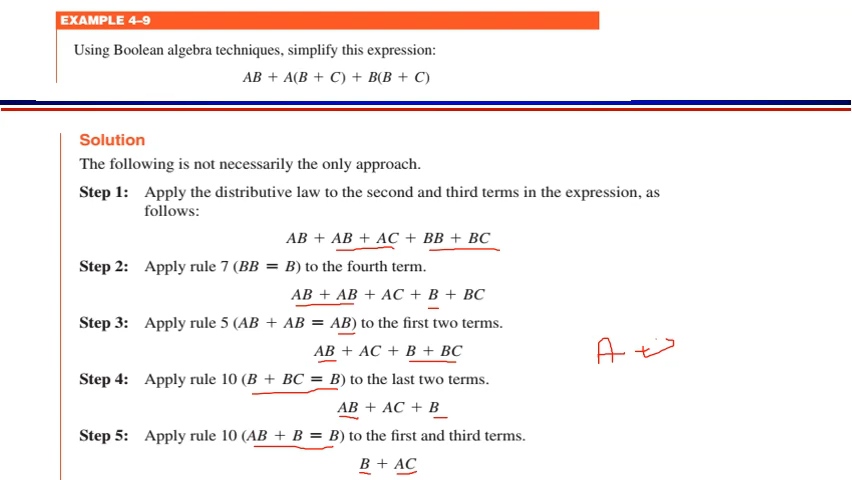 EXAMPLE 4–9
Using Boolean algebra techniques, simplify this expression:
AB + A(B + C) + B(B + C)
Solution
The following is not necessarily the only approach.
Step 1: Apply the distributive law to the second and third terms in the expression, as
follows:
AB + AB + AC + BB + BC
Step 2: Apply rule 7 (BB = B) to the fourth term.
AB + AB + AC + B + BC
Step 3: Apply rule 5 (AB + AB = AB) to the first two terms.
AB + AC + B + BC
A +
Step 4: Apply rule 10 (B + BC = B) to the last two terms.
AB + AC + B
Step 5: Apply rule 10 (AB + B = B) to the first and third terms.
B + AC